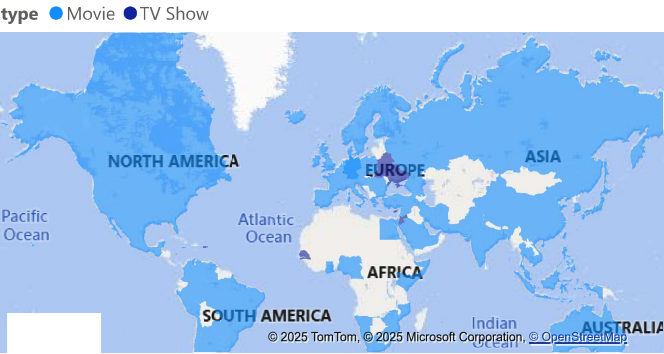 type Movie TV Show
NORTH AMERICA
EUROPE
ASIA
Pacific
Ocean
Atlantic
Ocean
AFRICA
SOUTH AMERICA
Indian
Ocean
AUSTRALIA
© 2025 TomTom, © 2025 Microsoft Corporation, © OpenStreetMap